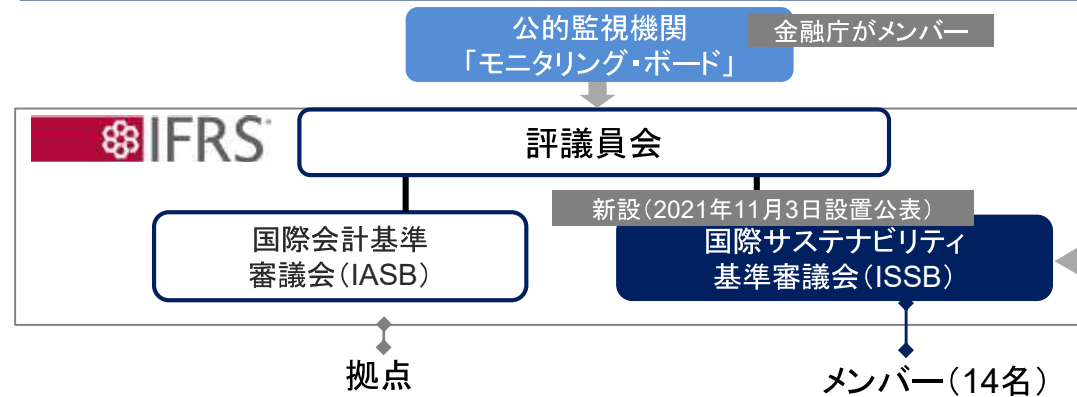 公的監視機関
「モニタリング・ボード」
金融庁がメンバー
IFRS®
評議員会
新設（2021年11月3日設置公表）
国際会計基準
審議会（IASB）
国際サステナビリティ
基準審議会（ISSB）
拠点
メンバー（14名）